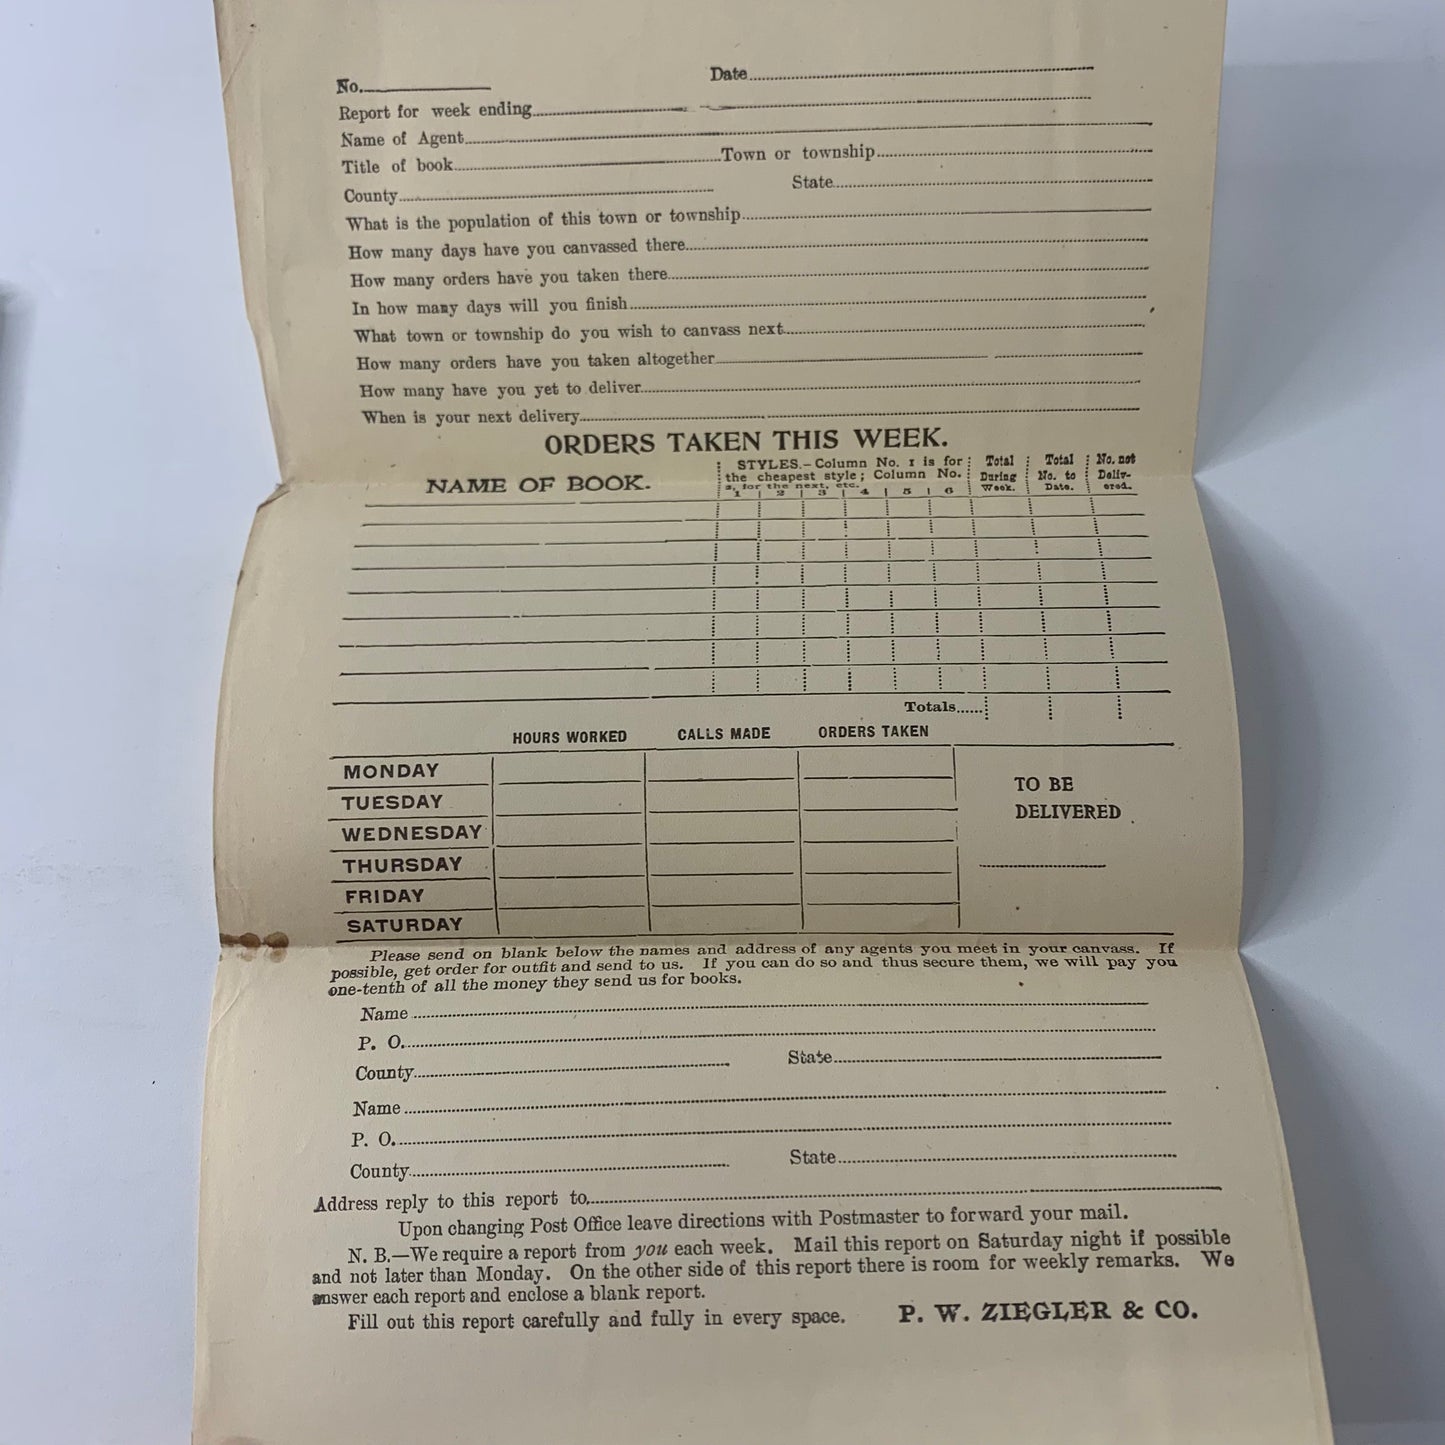 No.
Date
Report for week ending
Name of Agent
Title of book Town or township
County State
What is the population of this town or township
How many days have you canvassed there
How many orders have you taken there
In how many days will you finish
What town or township do you wish to canvass next
How many orders have you taken altogether
How many have you yet to deliver
When is your next delivery
ORDERS TAKEN THIS WEEK.
NAME OF BOOK.
STYLES.—Column No. 1 is for
the cheapest style; Column No.
2, for the next, etc.
1 2 3 4 5 6
Total
During
Week.
Total
No. to
Date.
No. not
Deliv-
ered.
Totals......
HOURS WORKED CALLS MADE ORDERS TAKEN
MONDAY
TUESDAY
WEDNESDAY
THURSDAY
FRIDAY
SATURDAY
TO BE
DELIVERED
Please send on blank below the names and address of any agents you meet in your canvass. If
possible, get order for outfit and send to us. If you can do so and thus secure them, we will pay you
one-tenth of all the money they send us for books.
Name
P. O.
County State
Name
P. O.
County State
Address reply to this report to
Upon changing Post Office leave directions with Postmaster to forward your mail.
N. B.—We require a report from you each week. Mail this report on Saturday night if possible
and not later than Monday. On the other side of this report there is room for weekly remarks. We
answer each report and enclose a blank report.
Fill out this report carefully and fully in every space. P. W. ZIEGLER & CO.